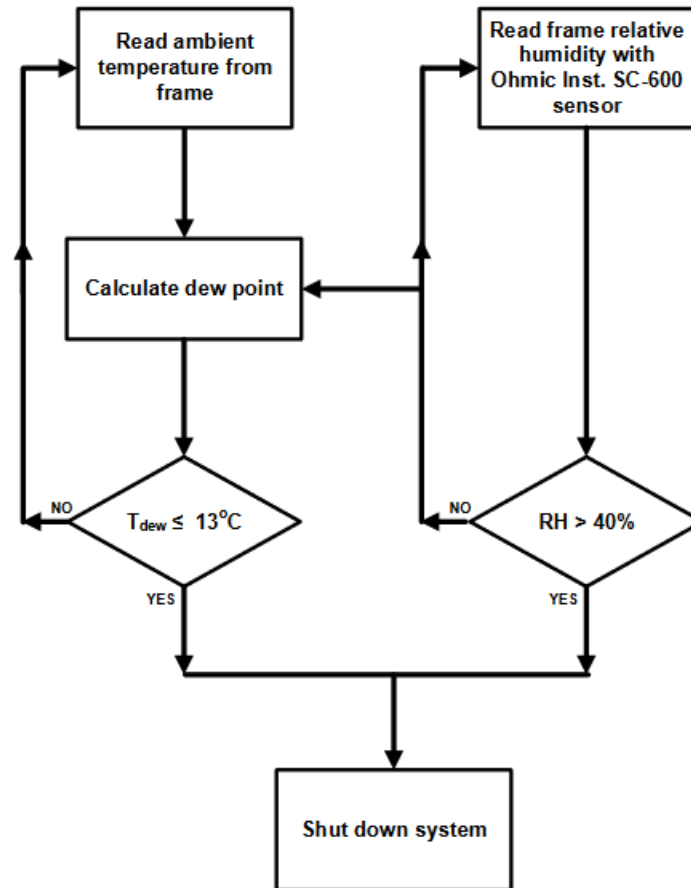 Read ambient
temperature from
frame
Read frame relative
humidity with
Ohmic Inst. SC-600
sensor
Calculate dew point
NO
T_dew ≤ 13°C
YES
NO
RH > 40%
YES
Shut down system